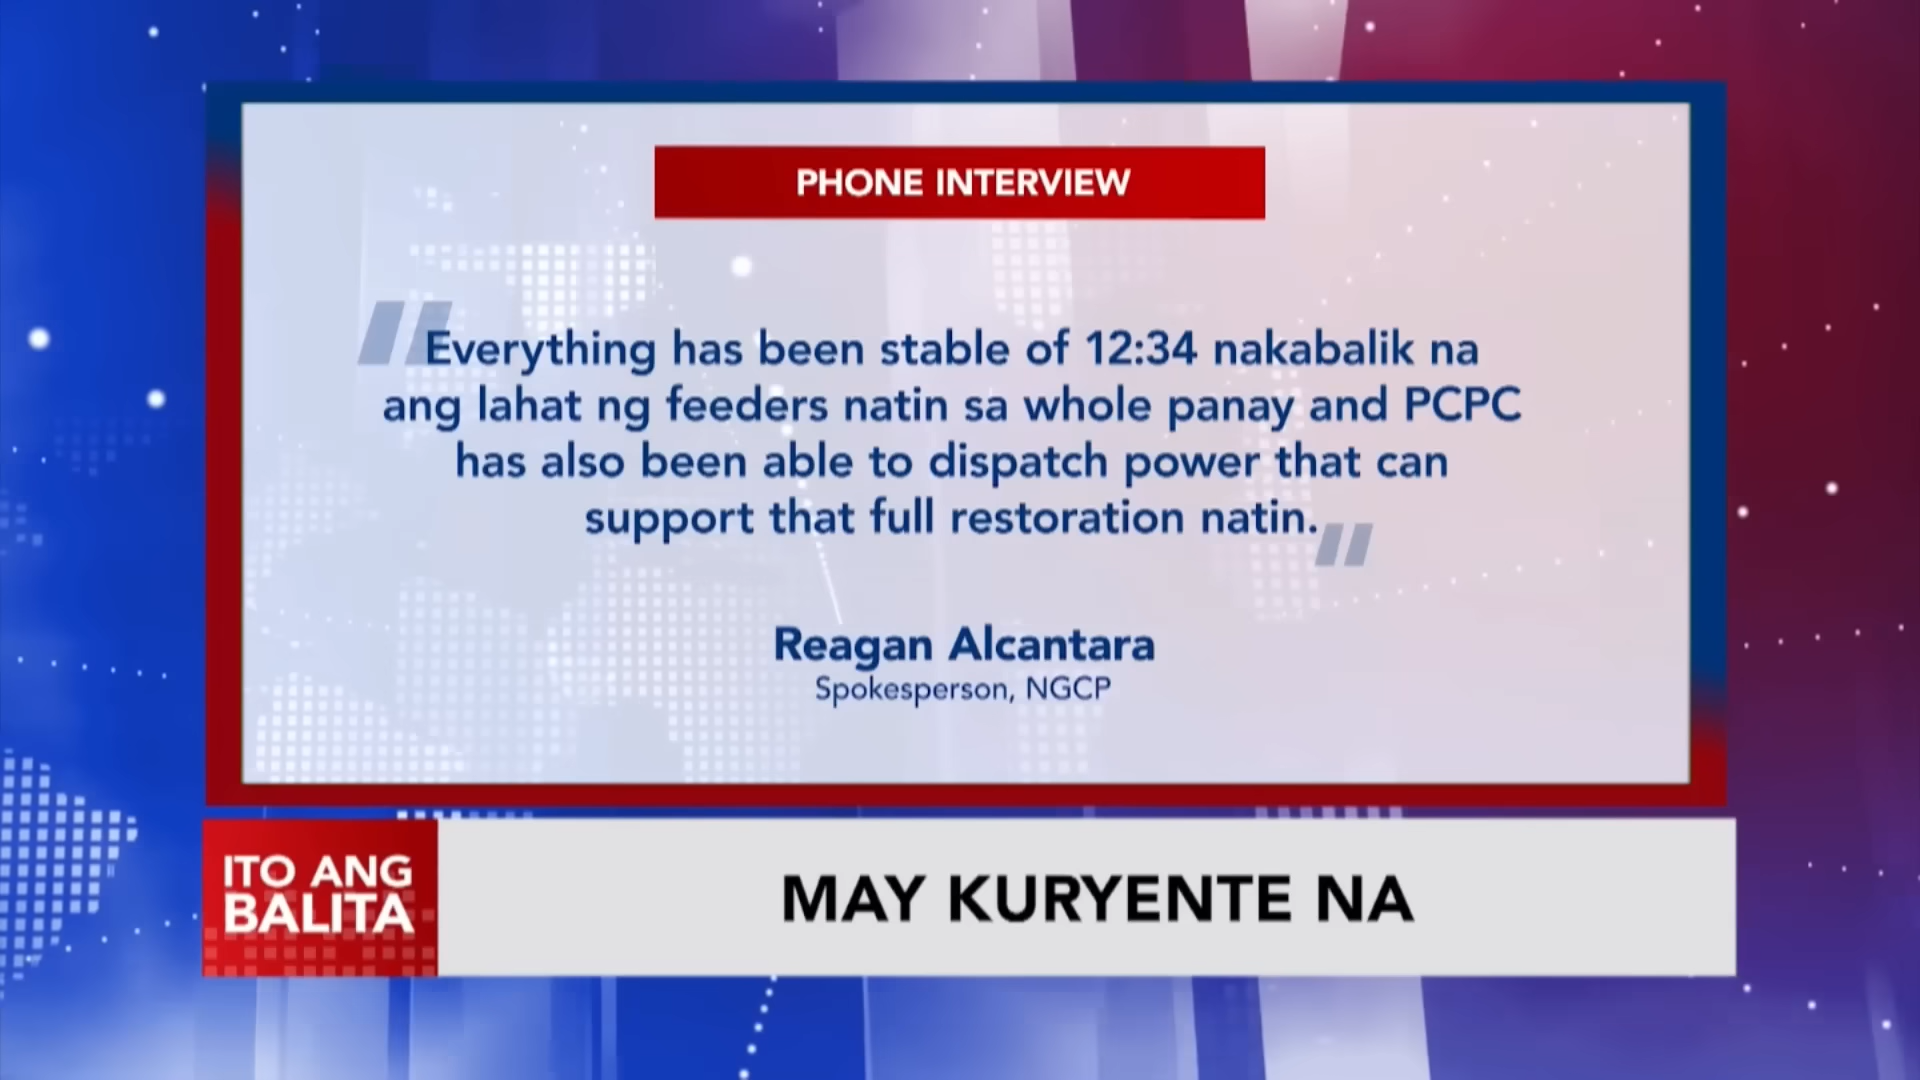 PHONE INTERVIEW
"Everything has been stable of 12:34 nakabalik na
ang lahat ng feeders natin sa whole panay and PCPC
has also been able to dispatch power that can
support that full restoration natin."
Reagan Alcantara
Spokesperson, NGCP
ITO ANG
BALITA
MAY KURYENTE NA